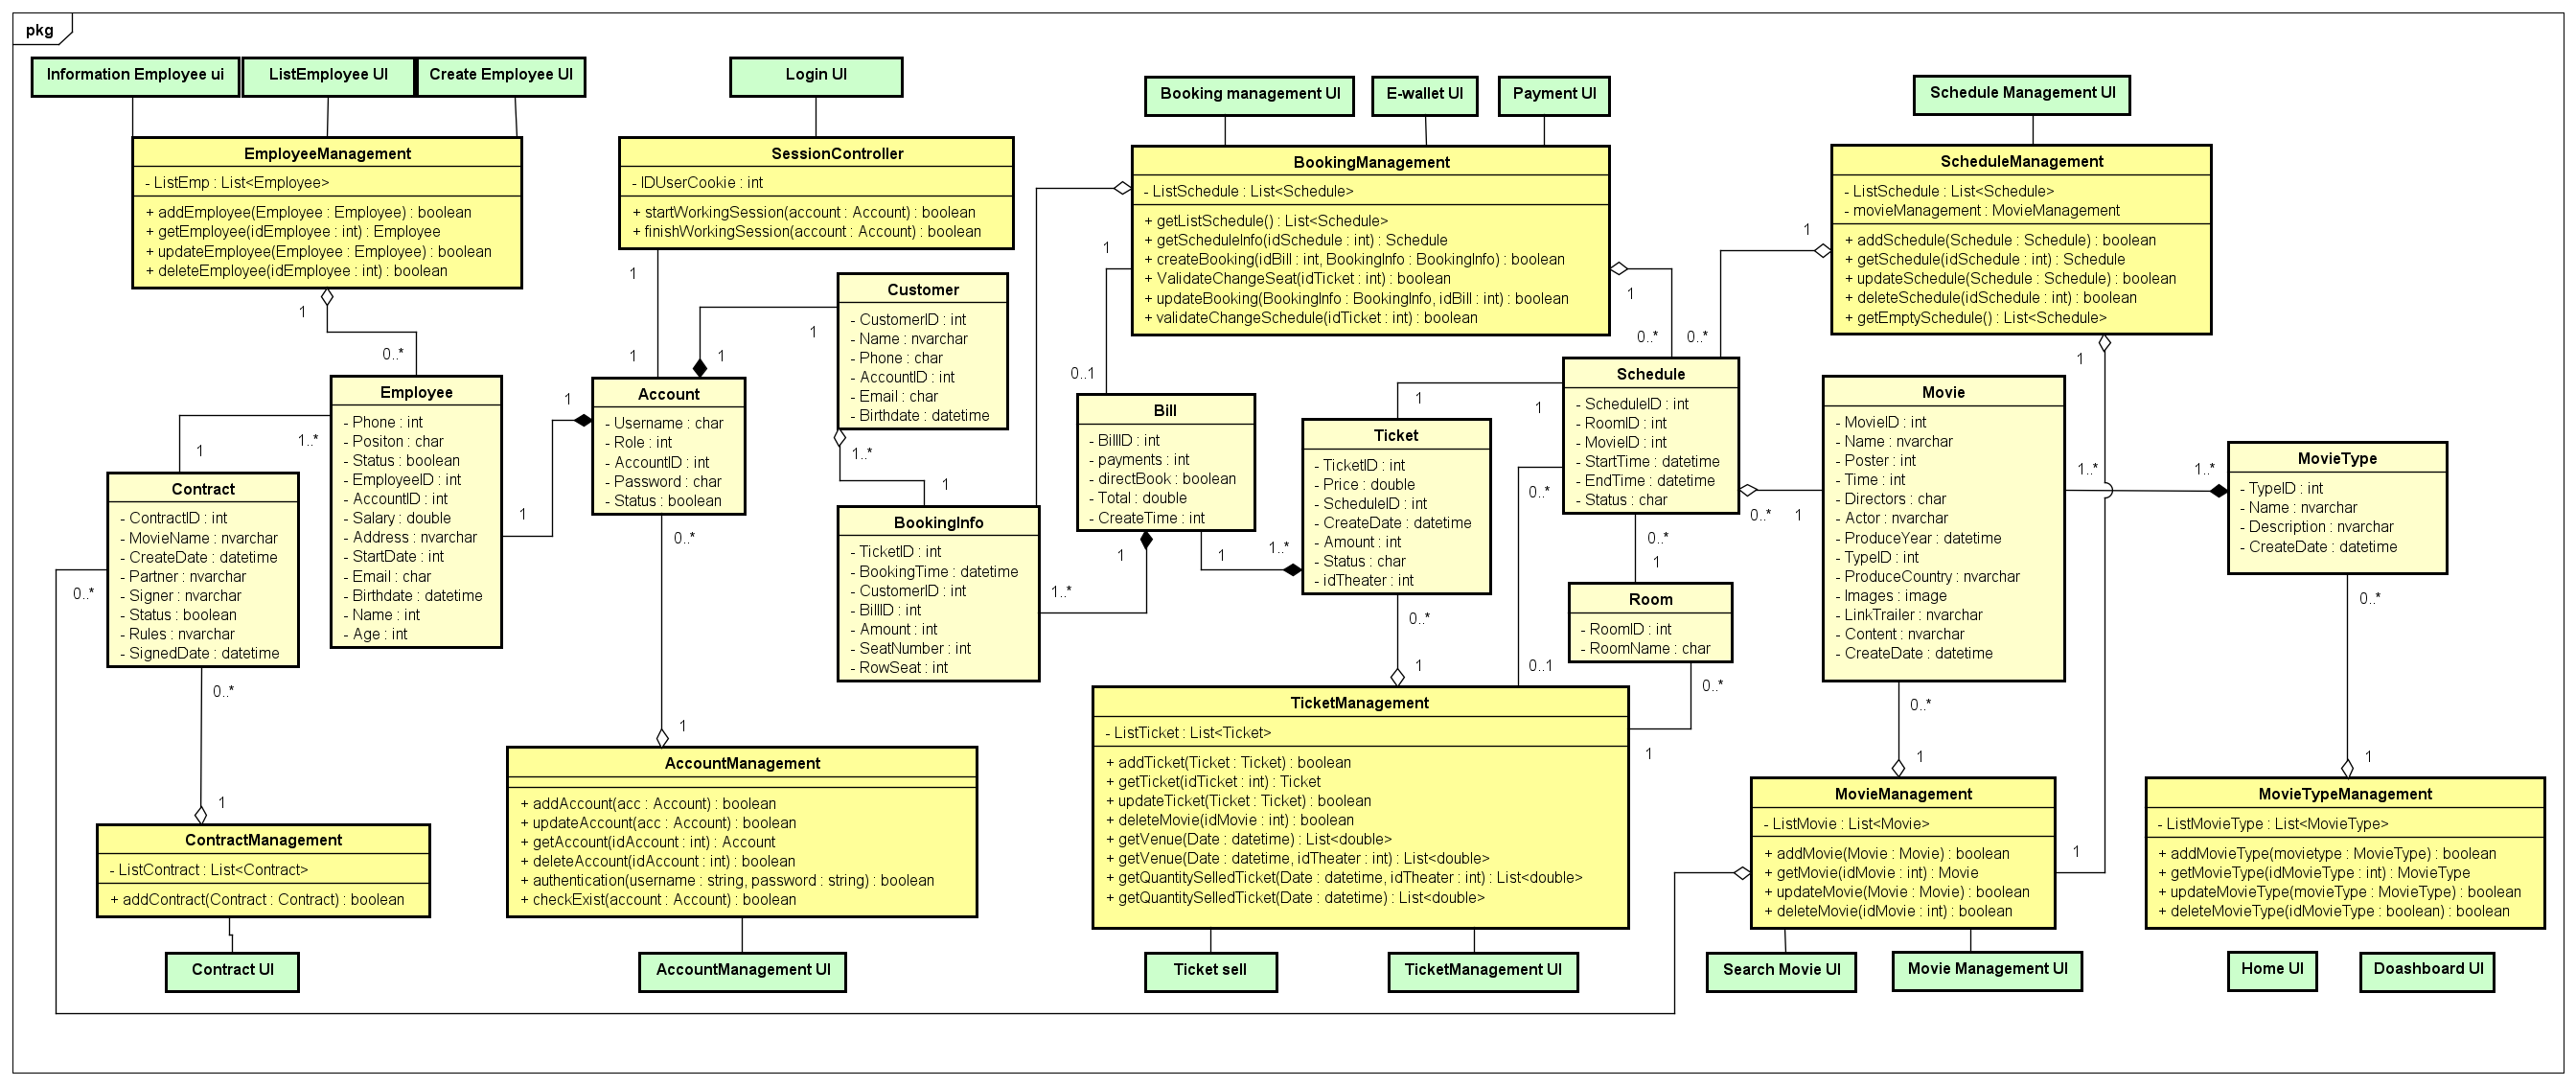 pkg
Information Employee ui
ListEmployee UI
Create Employee UI
Login UI
Booking management UI
E-wallet UI
Payment UI
Schedule Management UI
EmployeeManagement
- ListEmp : List<Employee>
+ addEmployee(Employee : Employee) : boolean
+ getEmployee(idEmployee : int) : Employee
+ updateEmployee(Employee : Employee) : boolean
+ deleteEmployee(idEmployee : int) : boolean
1
0..*
SessionController
- IDUserCookie : int
+ startWorkingSession(account : Account) : boolean
+ finishWorkingSession(account : Account) : boolean
1
1
BookingManagement
- ListSchedule : List<Schedule>
+ getListSchedule() : List<Schedule>
+ getScheduleInfo(idSchedule : int) : Schedule
+ createBooking(idBill : int, BookingInfo : BookingInfo) : boolean
+ ValidateChangeSeat(idTicket : int) : boolean
+ updateBooking(BookingInfo : BookingInfo, idBill : int) : boolean
+ validateChangeSchedule(idTicket : int) : boolean
1
0..1
1
0..*
ScheduleManagement
- ListSchedule : List<Schedule>
- movieManagement : MovieManagement
+ addSchedule(Schedule : Schedule) : boolean
+ getSchedule(idSchedule : int) : Schedule
+ updateSchedule(Schedule : Schedule) : boolean
+ deleteSchedule(idSchedule : int) : boolean
+ getEmptySchedule() : List<Schedule>
1
0..*
1
1
Customer
- CustomerID : int
- Name : nvarchar
- Phone : char
- AccountID : int
- Email : char
- Birthdate : datetime
1
1
1..*
1
Employee
- Phone : int
- Positon : char
- Status : boolean
- EmployeeID : int
- AccountID : int
- Salary : double
- Address : nvarchar
- StartDate : int
- Email : char
- Birthdate : datetime
- Name : int
- Age : int
1..*
1
1
1
Account
- Username : char
- Role : int
- AccountID : int
- Password : char
- Status : boolean
0..*
1
Contract
- ContractID : int
- MovieName : nvarchar
- CreateDate : datetime
- Partner : nvarchar
- Signer : nvarchar
- Status : boolean
- Rules : nvarchar
- SignedDate : datetime
0..*
0..*
1
BookingInfo
- TicketID : int
- BookingTime : datetime
- CustomerID : int
- BillID : int
- Amount : int
- SeatNumber : int
- RowSeat : int
1..*
1
Bill
- BillID : int
- payments : int
- directBook : boolean
- Total : double
- CreateTime : int
1
1..*
Ticket
- TicketID : int
- Price : double
- ScheduleID : int
- CreateDate : datetime
- Amount : int
- Status : char
- idTheater : int
1
1
0..*
1
Schedule
- ScheduleID : int
- RoomID : int
- MovieID : int
- StartTime : datetime
- EndTime : datetime
- Status : char
0..*
0..1
0..*
1
0..*
1
Room
- RoomID : int
- RoomName : char
0..*
1
Movie
- MovieID : int
- Name : nvarchar
- Poster : int
- Time : int
- Directors : char
- Actor : nvarchar
- ProduceYear : datetime
- TypeID : int
- ProduceCountry : nvarchar
- Images : image
- LinkTrailer : nvarchar
- Content : nvarchar
- CreateDate : datetime
1..*
1..*
0..*
1
MovieType
- TypeID : int
- Name : nvarchar
- Description : nvarchar
- CreateDate : datetime
0..*
1
ContractManagement
- ListContract : List<Contract>
+ addContract(Contract : Contract) : boolean
AccountManagement
+ addAccount(acc : Account) : boolean
+ updateAccount(acc : Account) : boolean
+ getAccount(idAccount : int) : Account
+ deleteAccount(idAccount : int) : boolean
+ authentication(username : string, password : string) : boolean
+ checkExist(account : Account) : boolean
TicketManagement
- ListTicket : List<Ticket>
+ addTicket(Ticket : Ticket) : boolean
+ getTicket(idTicket : int) : Ticket
+ updateTicket(Ticket : Ticket) : boolean
+ deleteMovie(idMovie : int) : boolean
+ getVenue(Date : datetime) : List<double>
+ getVenue(Date : datetime, idTheater : int) : List<double>
+ getQuantitySelledTicket(Date : datetime, idTheater : int) : List<double>
+ getQuantitySelledTicket(Date : datetime) : List<double>
MovieManagement
- ListMovie : List<Movie>
+ addMovie(Movie : Movie) : boolean
+ getMovie(idMovie : int) : Movie
+ updateMovie(Movie : Movie) : boolean
+ deleteMovie(idMovie : int) : boolean
MovieTypeManagement
- ListMovieType : List<MovieType>
+ addMovieType(movietype : MovieType) : boolean
+ getMovieType(idMovieType : int) : MovieType
+ updateMovieType(movieType : MovieType) : boolean
+ deleteMovieType(idMovieType : boolean) : boolean
Contract UI
AccountManagement UI
Ticket sell
TicketManagement UI
Search Movie UI
Movie Management UI
Home UI
Doashboard UI